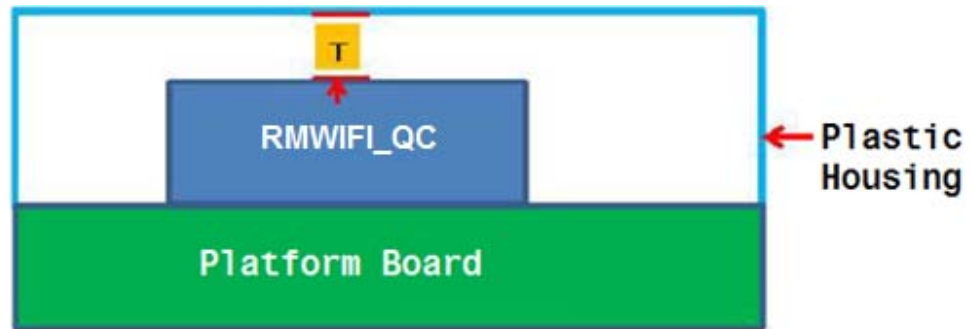 T
RMWIFI_QC
Plastic
Housing
Platform Board